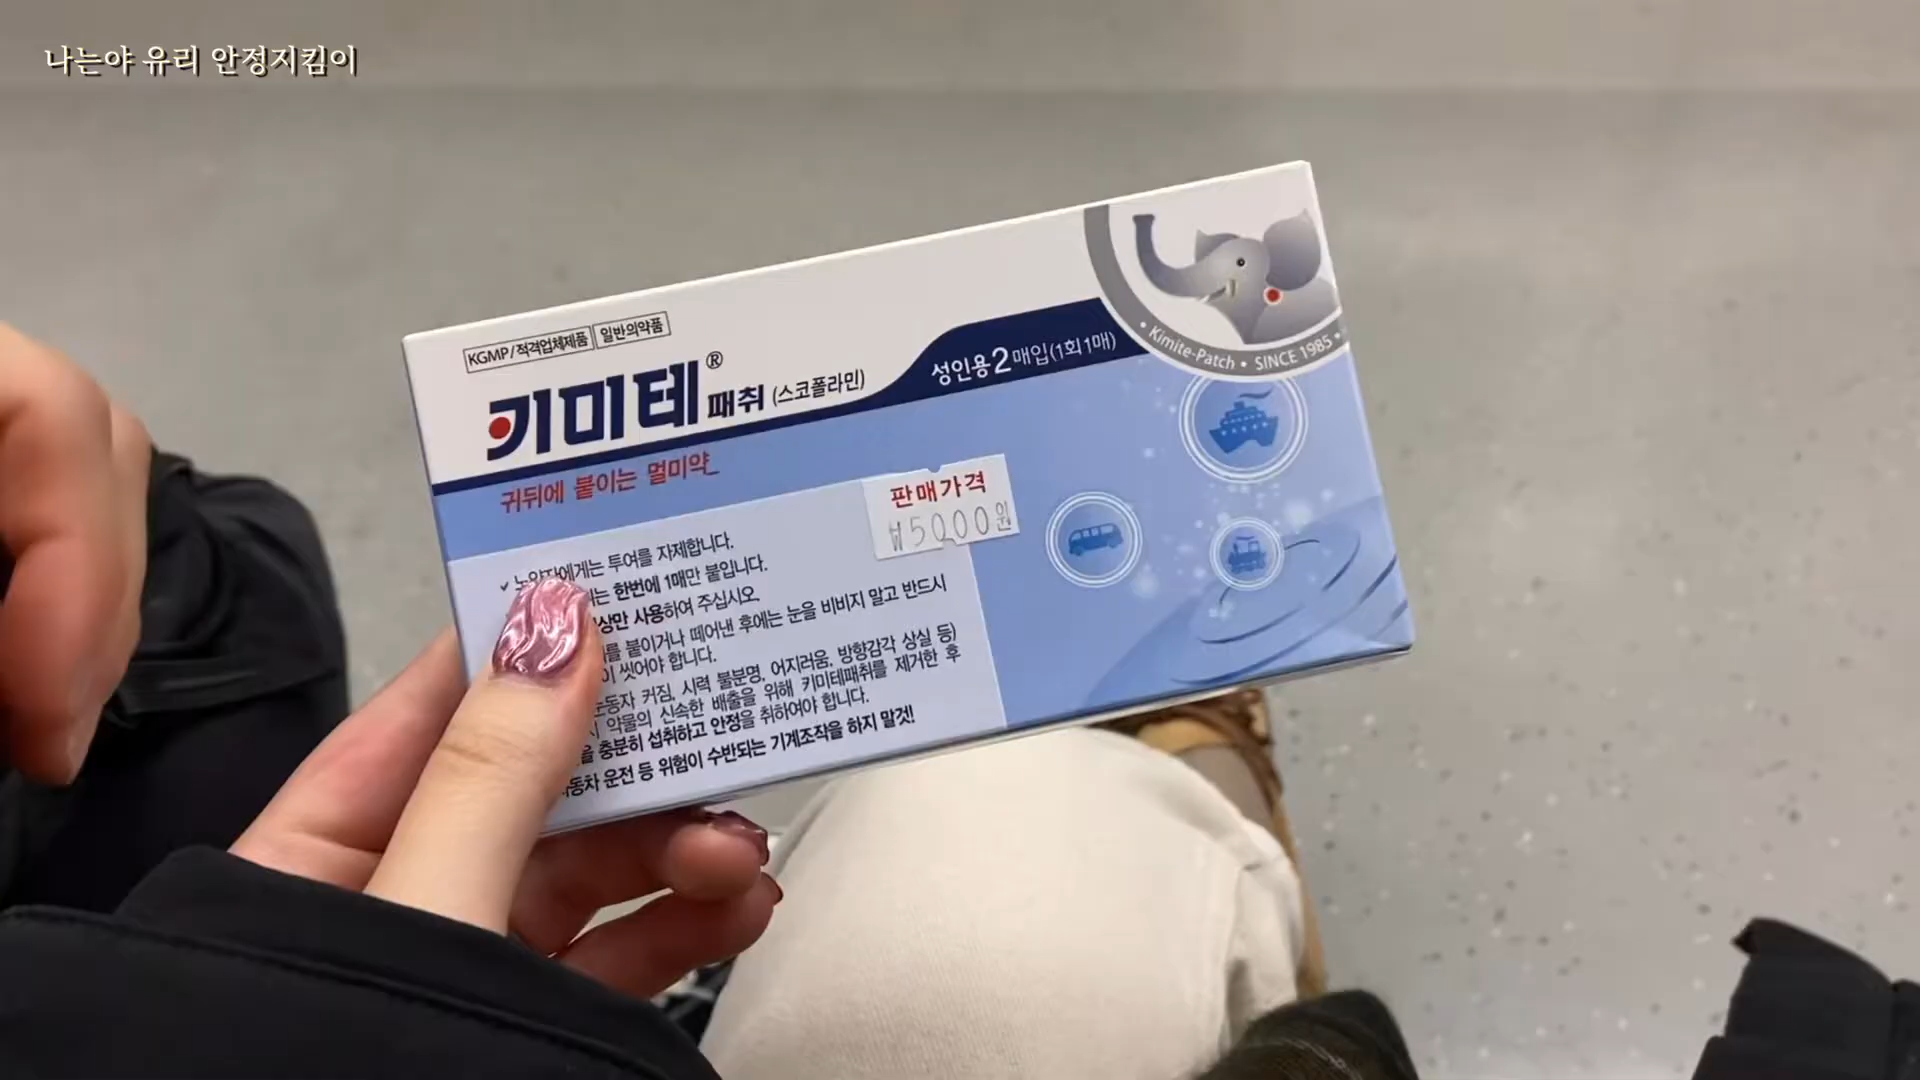 나는야 유리 안정지킴이
KGMP/적격업체제품 일반의약품
키미테® 패취 (스코폴라민)
성인용2매입(1회1매)
• Kimite-Patch • SINCE 1985 •
귀뒤에 붙이는 멀미약
판매가격
₩5000원
에게는 투여를 자제합니다.
한번에 1매만 붙입니다.
사용하여 주십시오.
붙이거나 떼어낸 후에는 눈을 비비지 말고 반드시
씻어야 합니다.
커짐, 시력 불분명, 어지러움, 방향감각 상실 등)
약물의 신속한 배출을 위해 키미테패취를 제거한 후
충분히 섭취하고 안정을 취하여야 합니다.
운전 등 위험이 수반되는 기계조작을 하지 말것!